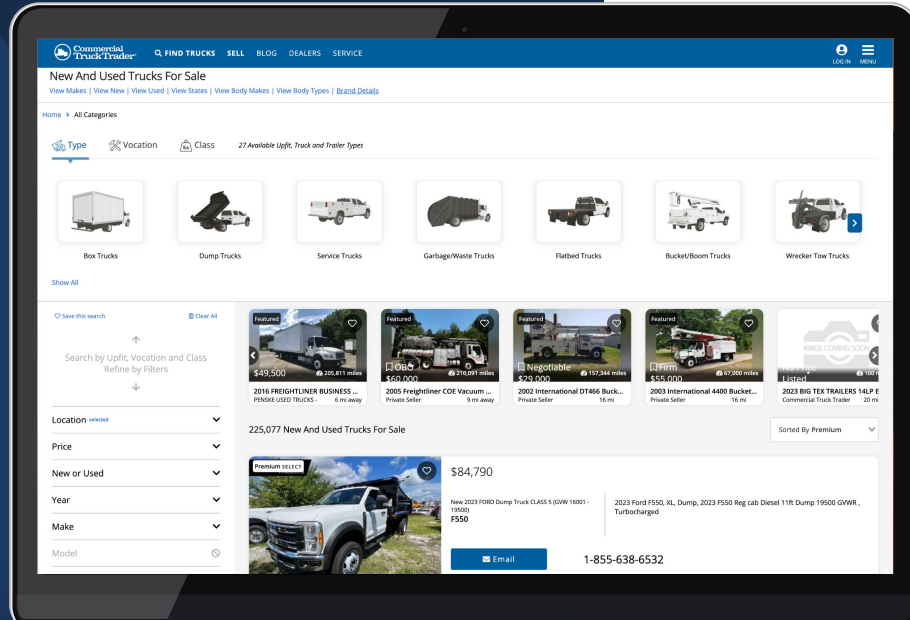 Commercial
TruckTrader
FIND TRUCKS SELL BLOG DEALERS SERVICE
LOG IN MENU
New And Used Trucks For Sale
View Makes | View New | View Used | View States | View Body Makes | View Body Types | Brand Details
Home > All Categories
Type Vocation Class 27 Available Upfit, Truck and Trailer Types
Box Trucks Dump Trucks Service Trucks Garbage/Waste Trucks Flatbed Trucks Bucket/Boom Trucks Wrecker Tow Trucks
Show All
Save this search Clear All
Search by Upfit, Vocation and Class
Refine by Filters
Location- selected
Price
New or Used
Year
Make
Model
Featured
$49,500 205,811 miles
2016 FREIGHTLINER BUSINESS ...
PENSKE USED TRUCKS - 6 mi away
Featured
OBO
$60,000 210,091 miles
2005 Freightliner COE Vacuum ...
Private Seller 9 mi away
Featured
Negotiable
$29,000 157,344 miles
2002 International DT466 Buck...
Private Seller 16 mi
Featured
Firm
$55,000 67,000 miles
2003 International 4400 Bucket...
Private Seller 16 mi
IMAGE COMING SOON
No Price
Listed 100 m
2023 BIG TEX TRAILERS 14LP
Commercial Truck Trader 20 mi
225,077 New And Used Trucks For Sale
Sorted By Premium
Premium SELECT
$84,790
New 2023 FORD Dump Truck CLASS 5 (GVW 16001 -
19500)
F550
2023 Ford F550, XL, Dump, 2023 F550 Reg cab Diesel 11ft Dump 19500 GVWR ,
Turbocharged
Email
1-855-638-6532